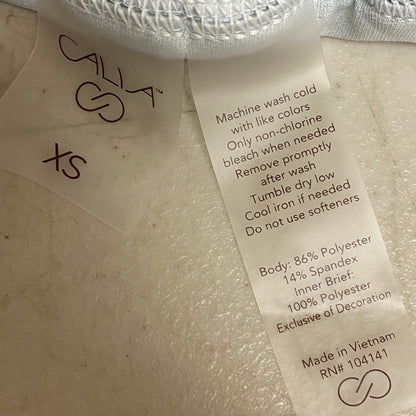 CALIA™
XS
Machine wash cold
with like colors
Only non-chlorine
bleach when needed
Remove promptly
after wash
Tumble dry low
Cool iron if needed
Do not use softeners
Body: 86% Polyester
14% Spandex
Inner Brief:
100% Polyester
Exclusive of Decoration
Made in Vietnam
RN# 104141